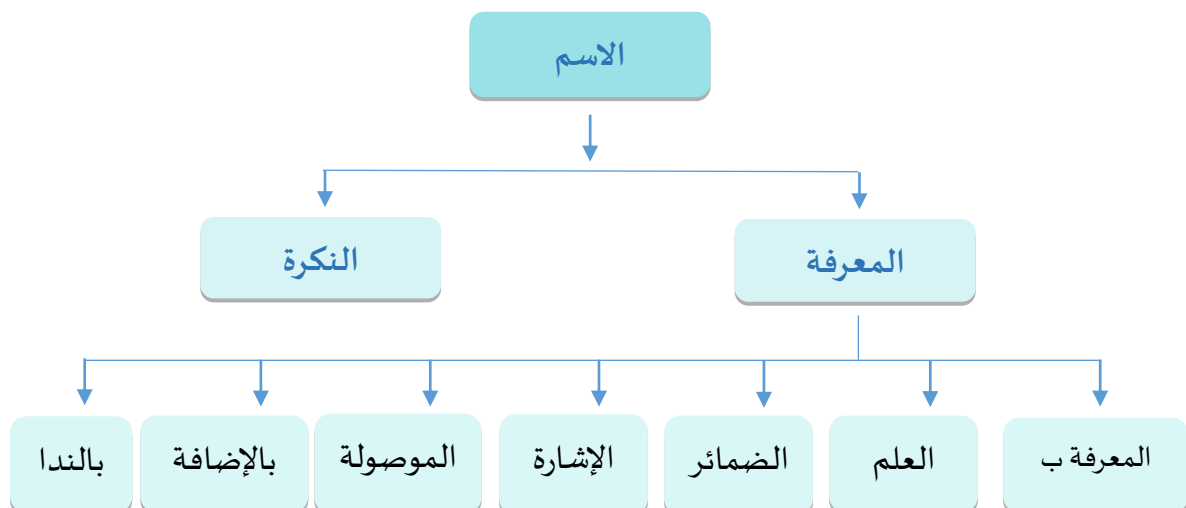 الاسم
المعرفة
النكرة
المعرفة ب
العلم
الضمائر
الإشارة
الموصولة
بالإضافة
بالندا